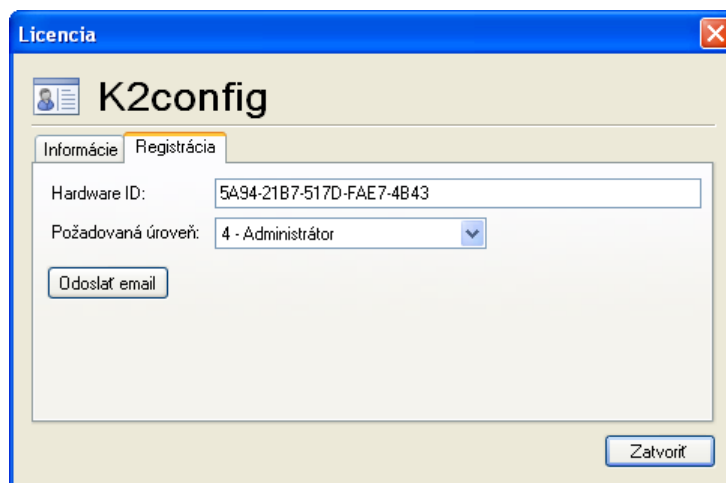 Licencia
K2config
Informácie Registrácia
Hardware ID: 5A94-21B7-517D-FAE7-4B43
Požadovaná úroveň: 4 - Administrátor
Odoslať email
Zatvoriť